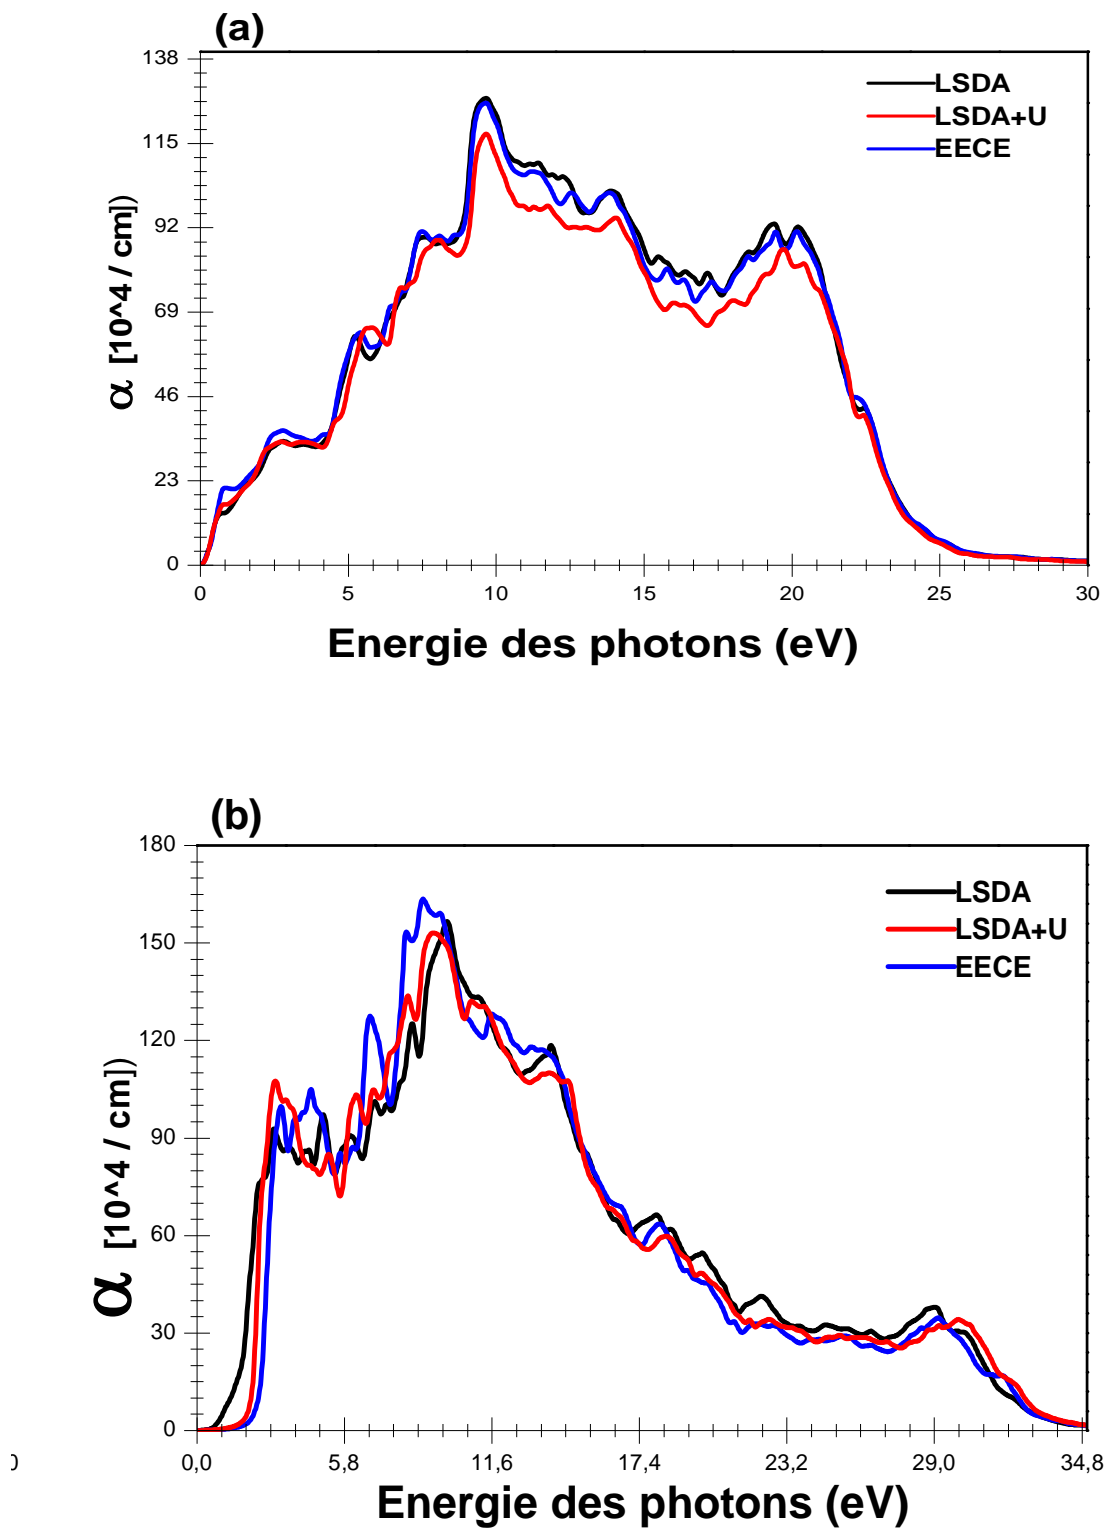 (a)
138
115
92
69
46
23
0
α [10^4 / cm])
LSDA
LSDA+U
EECE
0 5 10 15 20 25 30
Energie des photons (eV)
(b)
180
150
120
90
60
30
0
α [10^4 / cm])
LSDA
LSDA+U
EECE
0,0 5,8 11,6 17,4 23,2 29,0 34,8
Energie des photons (eV)